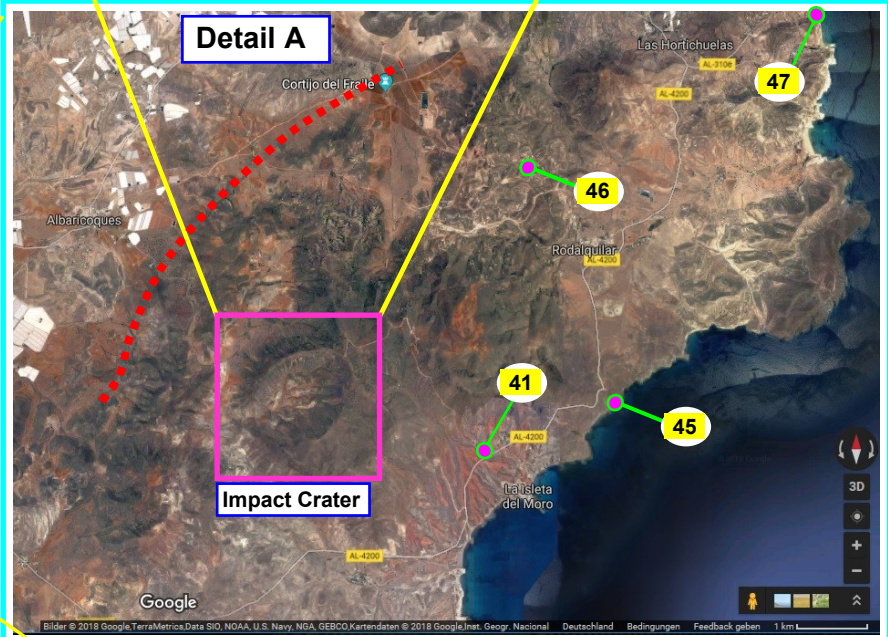 Detail A
Las Hortichuelas
AL-3106
47
Cortijo del Fraile
AL-4200
46
Albaricoques
Rodalquilar
AL-4200
41
45
AL-4200
La Isleta
del Moro
Impact Crater
3D
AL-4200
Google
Bilder © 2018 Google,TerraMetrics,Data SIO, NOAA, U.S. Navy, NGA, GEBCO,Kartendaten © 2018 Google,Inst. Geogr. Nacional Deutschland Bedingungen Feedback geben 1 km